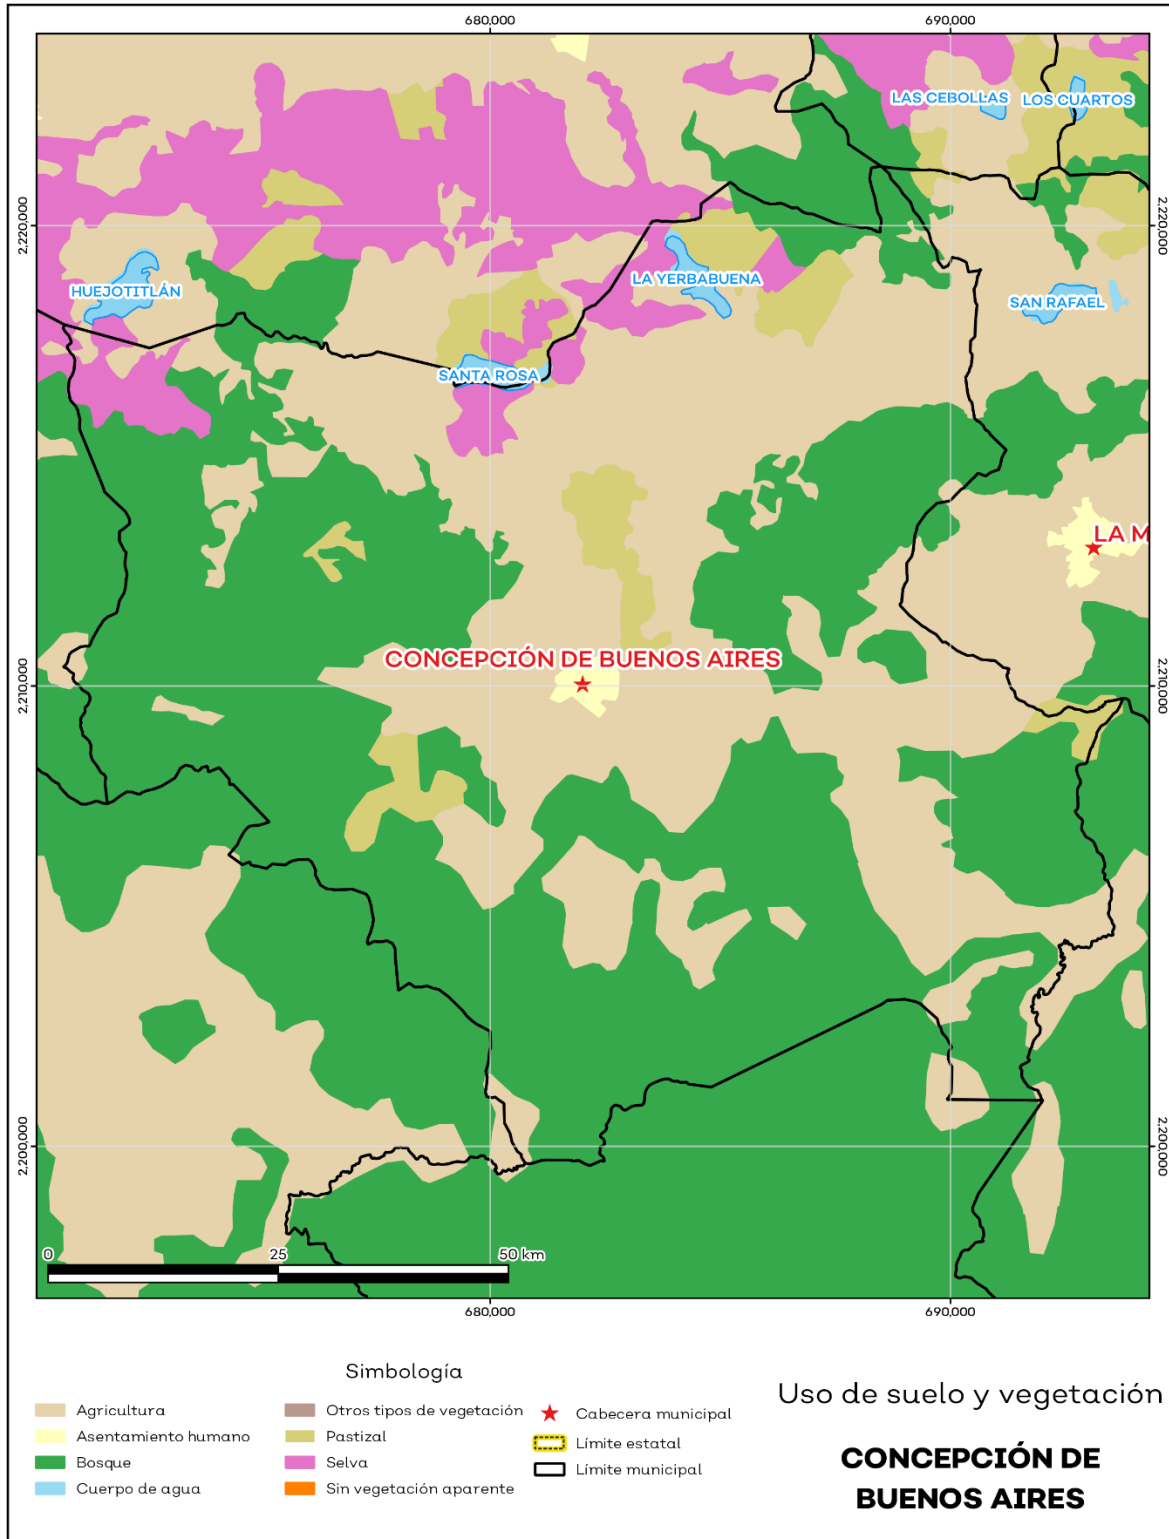 680,000
690,000
LAS CEBOLLAS
LOS CUARTOS
2,220,000
2,220,000
HUEJOTITLÁN
LA YERBABUENA
SAN RAFAEL
SANTA ROSA
LA M
CONCEPCIÓN DE BUENOS AIRES
2,210,000
2,210,000
2,200,000
2,200,000
0
25
50 km
680,000
690,000
Simbología
Agricultura
Asentamiento humano
Bosque
Cuerpo de agua
Otros tipos de vegetación
Pastizal
Selva
Sin vegetación aparente
Cabecera municipal
Límite estatal
Límite municipal
Uso de suelo y vegetación
CONCEPCIÓN DE
BUENOS AIRES